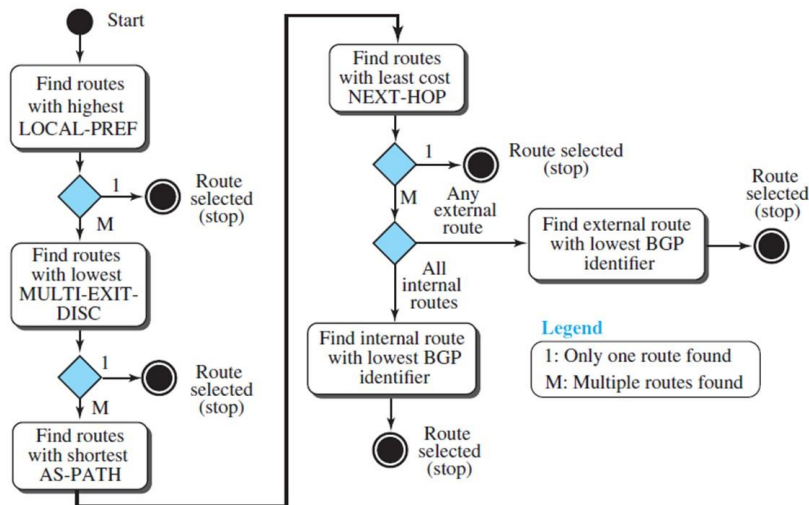 Start
Find routes
with highest
LOCAL-PREF
1
Route
selected
(stop)
M
Find routes
with lowest
MULTI-EXIT-
DISC
1
Route
selected
(stop)
M
Find routes
with shortest
AS-PATH
Find routes
with least cost
NEXT-HOP
1
Route selected
(stop)
M
Any
external
route
Find external route
with lowest BGP
identifier
Route
selected
(stop)
All
internal
routes
Find internal route
with lowest BGP
identifier
Route
selected
(stop)
Legend
1: Only one route found
M: Multiple routes found